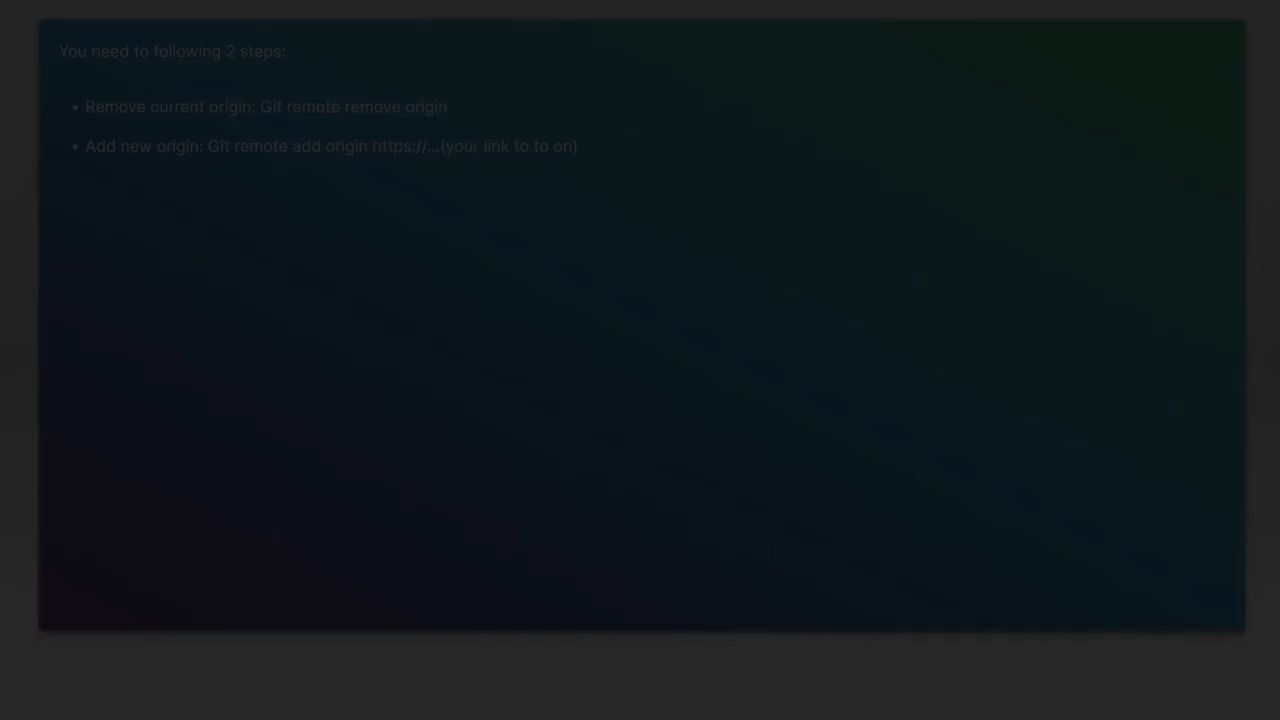 You need to following 2 steps:
• Remove current origin: Git remote remove origin
• Add new origin: Git remote add origin https://...(your link to to on)